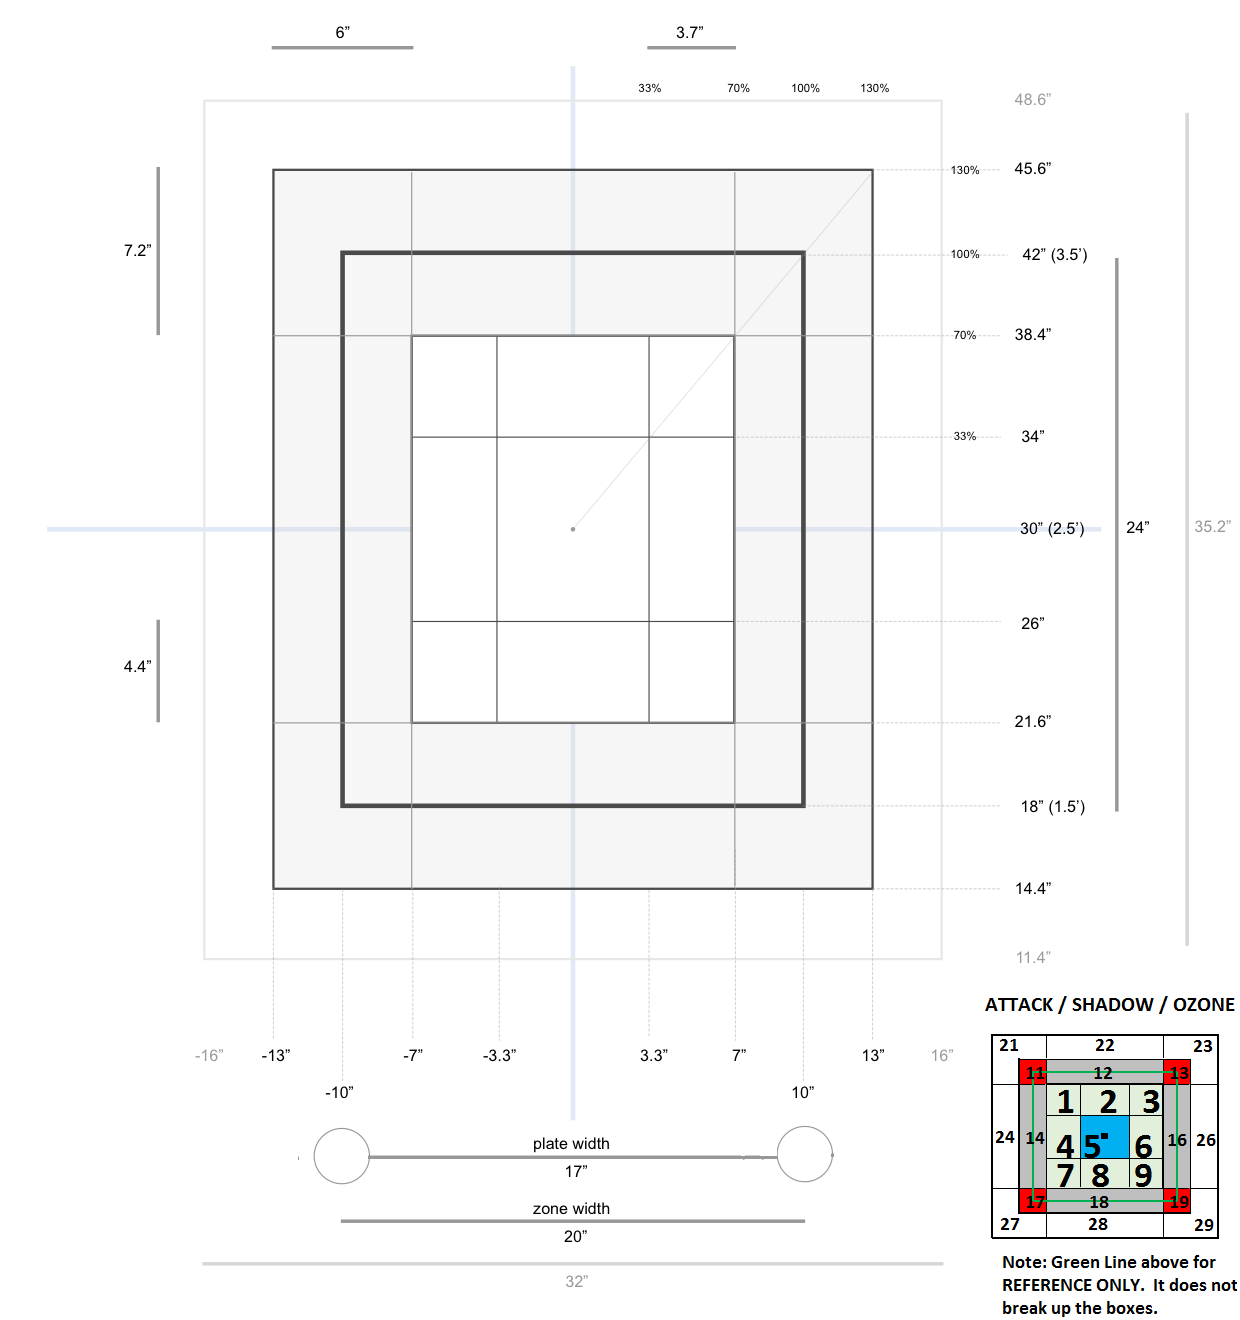 6” 3.7”
33% 70% 100% 130%
48.6”
130% 45.6”
7.2”
100% 42” (3.5’)
70% 38.4”
33% 34”
30” (2.5’) 24” 35.2”
26”
4.4”
21.6”
18” (1.5’)
14.4”
11.4”
-16” -13” -7” -3.3” 3.3” 7” 13” 16”
-10” 10”
plate width
17”
zone width
20”
32”
ATTACK / SHADOW / OZONE
21 22 23
11 12 13
1 2 3
24 14 4 5 6 16 26
7 8 9
17 18 19
27 28 29
Note: Green Line above for
REFERENCE ONLY. It does not
break up the boxes.